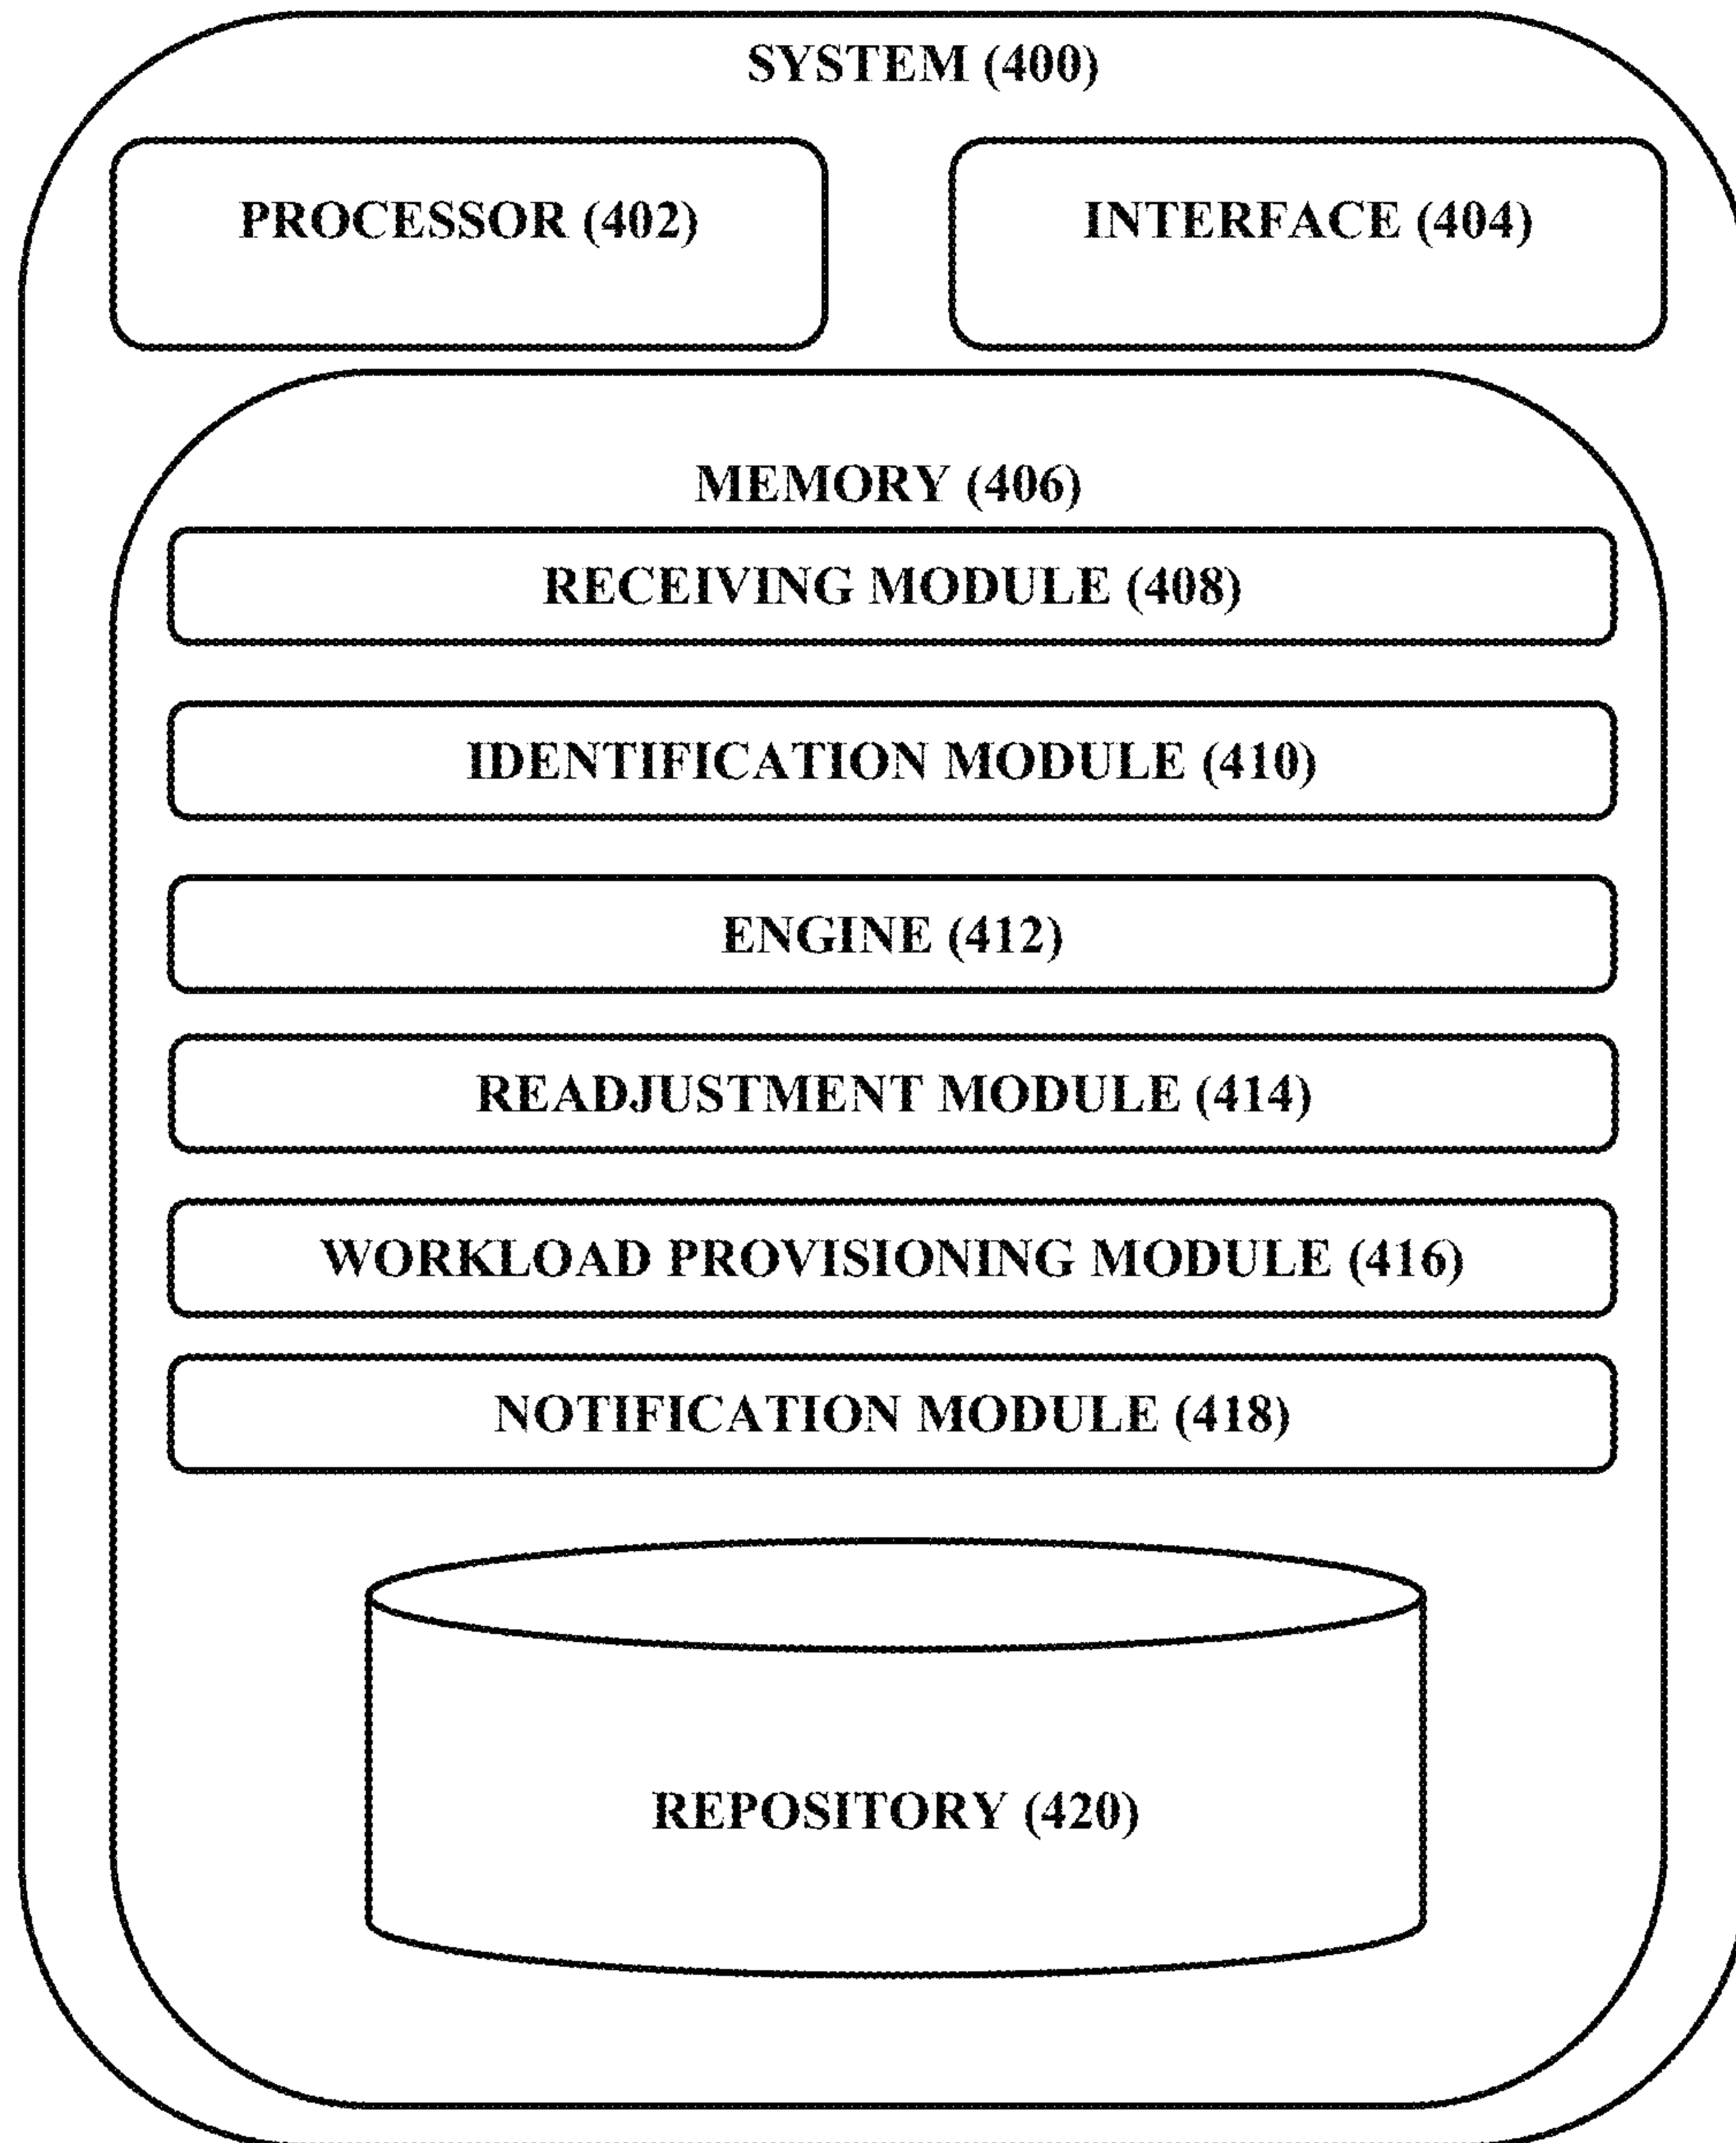 SYSTEM (400)
PROCESSOR (402)
INTERFACE (404)
MEMORY (406)
RECEIVING MODULE (408)
IDENTIFICATION MODULE (410)
ENGINE (412)
READJUSTMENT MODULE (414)
WORKLOAD PROVISIONING MODULE (416)
NOTIFICATION MODULE (418)
REPOSITORY (420)